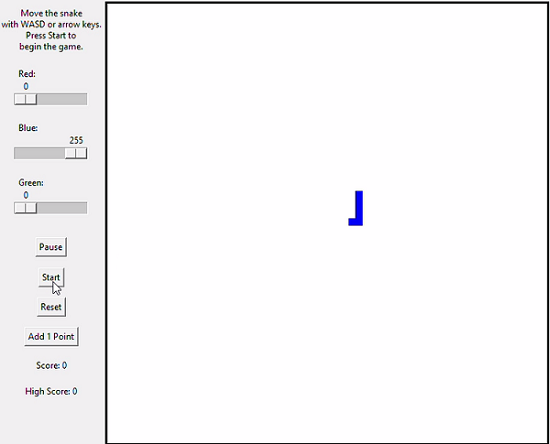 Move the snake
with WASD or arrow keys.
Press Start to
begin the game.
Red:
0
Blue:
255
Green:
0
Pause
Start
Reset
Add 1 Point
Score: 0
High Score: 0